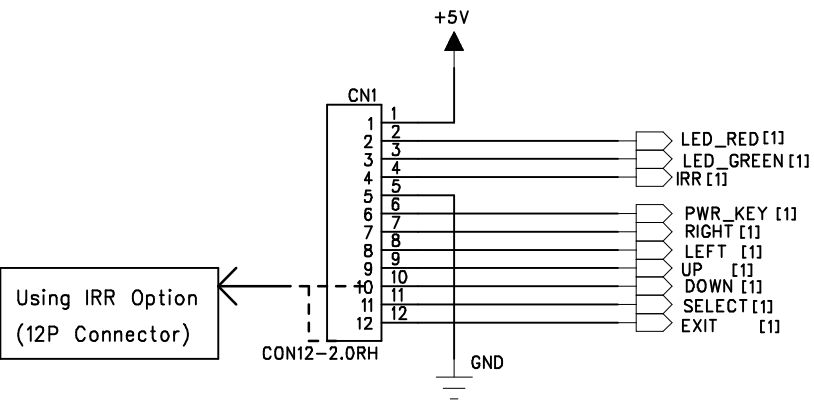 +5V
CN1
1 1
2 2 LED_RED [1]
3 3 LED_GREEN [1]
4 4 IRR [1]
5 5
6 6 PWR_KEY [1]
7 7 RIGHT [1]
8 8 LEFT [1]
9 9 UP [1]
10 10 DOWN [1]
11 11 SELECT [1]
12 12 EXIT [1]
Using IRR Option
(12P Connector)
CON12-2.0RH
GND